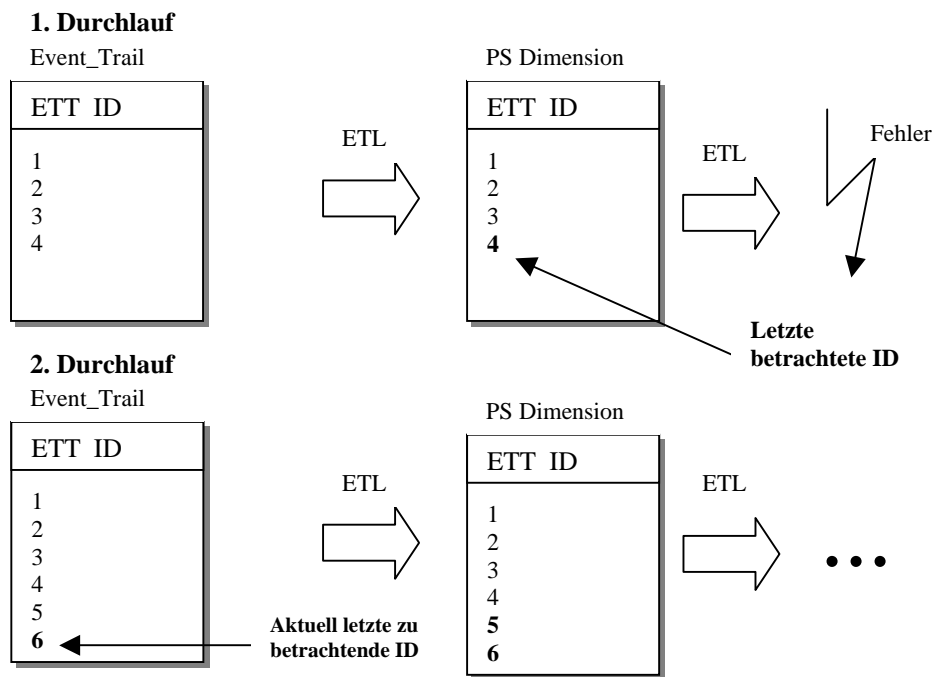 1. Durchlauf
Event_Trail
ETT ID
1
2
3
4
ETL
PS Dimension
ETT ID
1
2
3
4
ETL
Fehler
Letzte
betrachtete ID
2. Durchlauf
Event_Trail
ETT ID
1
2
3
4
5
6
ETL
Aktuell letzte zu
betrachtende ID
PS Dimension
ETT ID
1
2
3
4
5
6
ETL
...